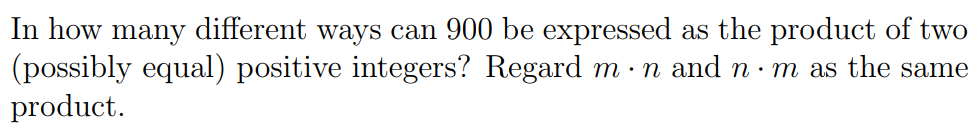 In how many different ways can 900 be expressed as the product of two
(possibly equal) positive integers? Regard m · n and n · m as the same
product.